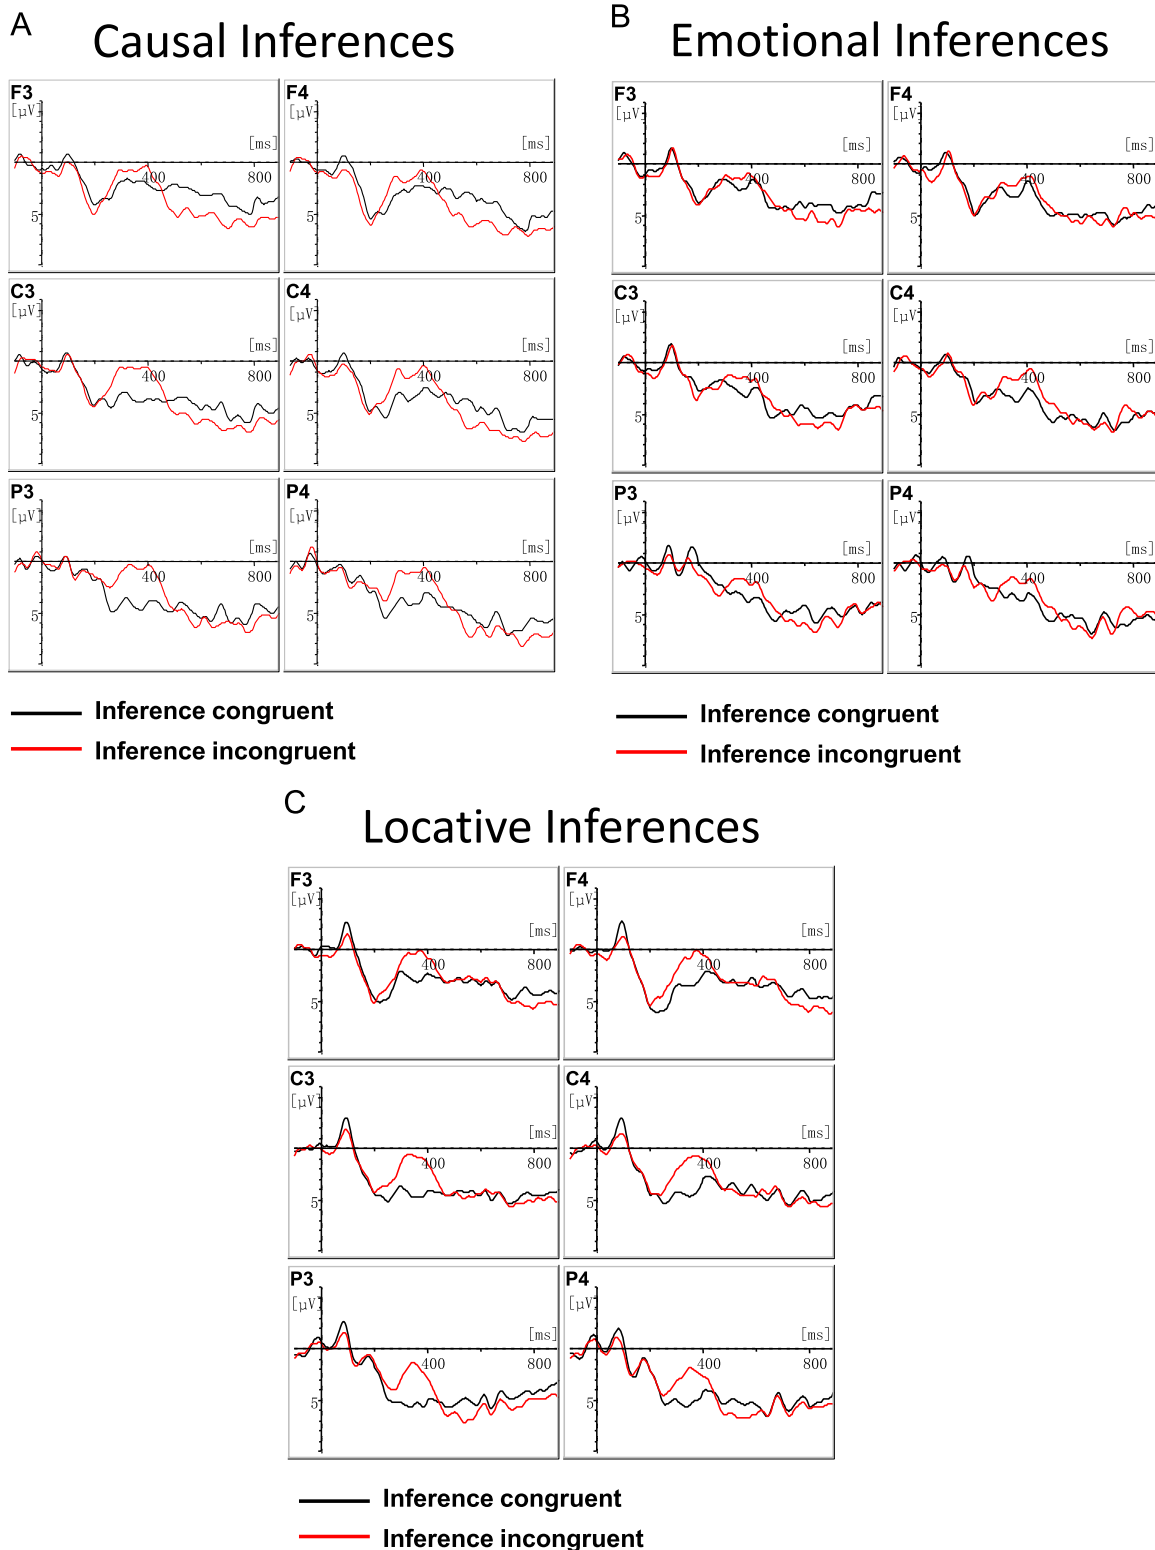 A
Causal Inferences
F3
[μV]
[ms]
400
800
5
F4
[μV]
[ms]
400
800
5
C3
[μV]
[ms]
400
800
5
C4
[μV]
[ms]
400
800
5
P3
[μV]
[ms]
400
800
5
P4
[μV]
[ms]
400
800
5
Inference congruent
Inference incongruent
B
Emotional Inferences
F3
[μV]
[ms]
400
800
5
F4
[μV]
[ms]
400
800
5
C3
[μV]
[ms]
400
800
5
C4
[μV]
[ms]
400
800
5
P3
[μV]
[ms]
400
800
5
P4
[μV]
[ms]
400
800
5
Inference congruent
Inference incongruent
C
Locative Inferences
F3
[μV]
[ms]
400
800
5
F4
[μV]
[ms]
400
800
5
C3
[μV]
[ms]
400
800
5
C4
[μV]
[ms]
400
800
5
P3
[μV]
[ms]
400
800
5
P4
[μV]
[ms]
400
800
5
Inference congruent
Inference incongruent